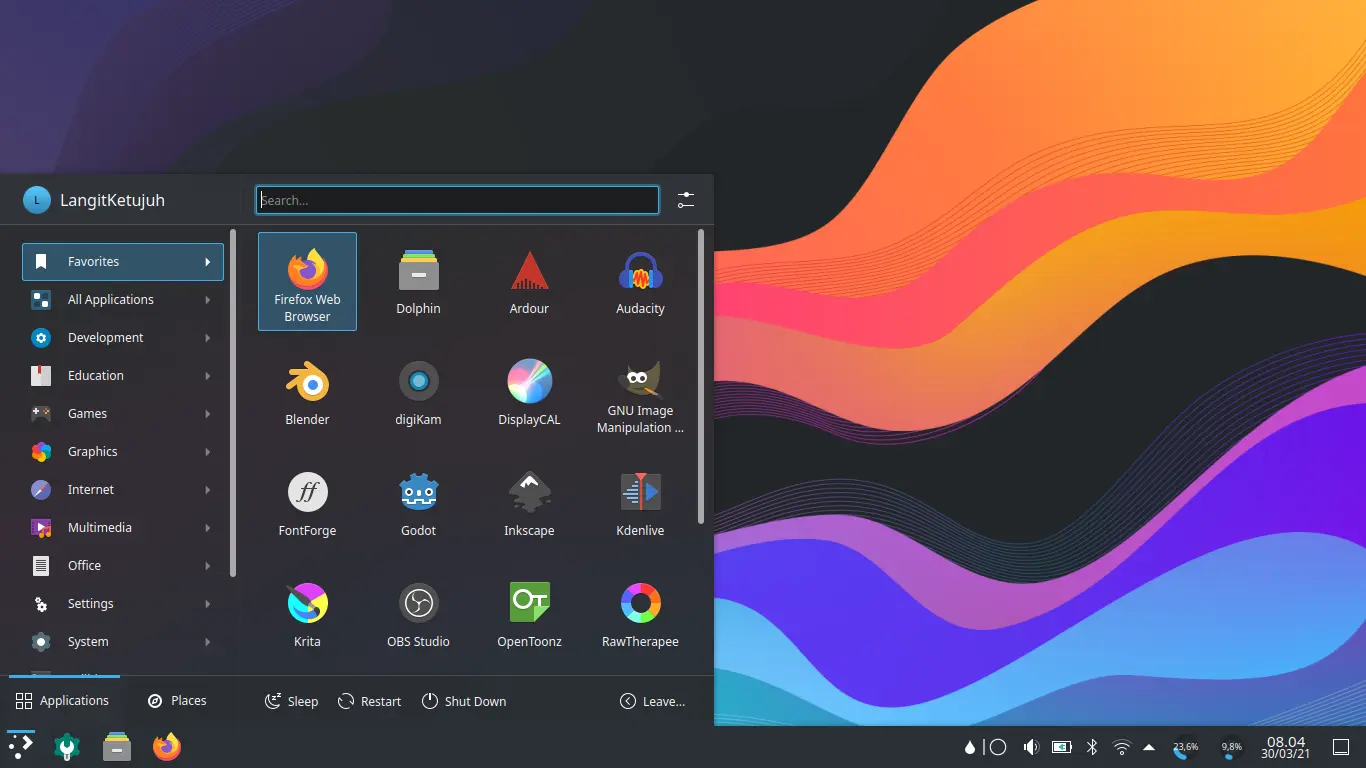 L
LangitKetujuh
Search...
Favorites
All Applications
Development
Education
Games
Graphics
Internet
Multimedia
Office
Settings
System
Firefox Web
Browser
Dolphin
Ardour
Audacity
Blender
digiKam
DisplayCAL
GNU Image
Manipulation ...
FontForge
Godot
Inkscape
Kdenlive
Krita
OBS Studio
OpenToonz
RawTherapee
Applications
Places
Sleep
Restart
Shut Down
Leave...
23,6%
9,8%
08.04
30/03/21